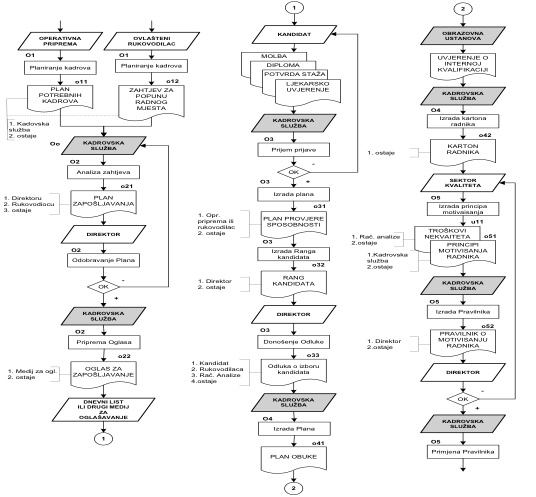 OPERATIVNA
PRIPREMA
OVLAŠTENI
RUKOVODILAC
O1
Planiranje kadrova
O1
Planiranje kadrova
o11
PLAN
POTREBNIH
KADROVA
o12
ZAHTJEV ZA
POPUNU
RADNOG
MJESTA
1. Kadovska
služba
2. ostaje
Oo
KADROVSKA
SLUŽBA
O2
Analiza zahtjeva
o21
PLAN
ZAPOŠLJAVANJA
1. Direktoru
2. Rukovodiocu
3. ostaje
DIREKTOR
O2
Odobravanje Plana
OK
-
+
KADROVSKA
SLUŽBA
O2
Priprema Oglasa
o22
OGLAS ZA
ZAPOŠLJAVANJE
1. Medij za ogl.
2. ostaje
DNEVNI LIST
ILI DRUGI MEDIJ
ZA
OGLAŠAVANJE
1
1
KANDIDAT
MOLBA
DIPLOMA
POTVRDA STAŽA
LJEKARSKO
UVJERENJE
KADROVSKA
SLUŽBA
O3
Prijem prijave
OK
-
+
O3
Izrada plana
o31
PLAN PROVJERE
SPOSOBNOSTI
1. Opr.
priprema ili
rukovodilac
2. ostaje
O3
Izrada Ranga
kandidata
o32
RANG
KANDIDATA
1. Direktor
2. ostaje
DIREKTOR
O3
Donošenje Odluke
o33
Odluka o izboru
kandidata
1. Kandidat
2. Rukovodilaca
3. Rač. Analize
4.ostaje
KADROVSKA
SLUŽBA
O4
Izrada Plana
o41
PLAN OBUKE
2
2
OBRAZOVNA
USTANOVA
UVJERENJE O
INTERNOJ
KVALIFIKACIJI
KADROVSKA
SLUŽBA
O4
Izrada kartona
radnika
o42
KARTON
RADNIKA
1. ostaje
SEKTOR
KVALITETA
O5
Izrada principa
motivaisanja
u11
TROŠKOVI
NEKVAITETA
o51
PRINCIPI
MOTIVISANJA
RADNIKA
1. Rač. analize
2.ostaje
1.Kadrovska
služba
2.ostaje
KADROVSKA
SLUŽBA
O5
Izrada Pravilnika
o52
PRAVILNIK O
MOTIVISANJU
RADNIKA
1. Direktor
2.ostaje
DIREKTOR
OK
-
+
KADROVSKA
SLUŽBA
O5
Primjena Pravilnika